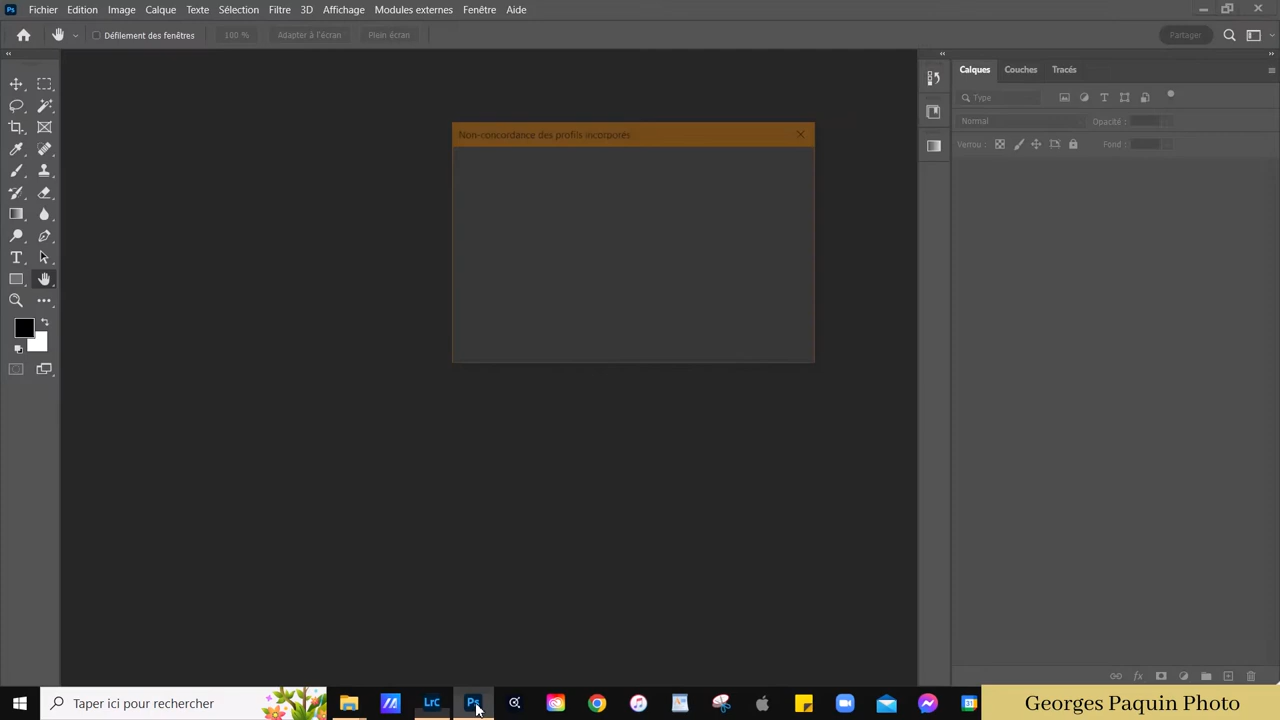 Ps Fichier Edition Image Calque Texte Sélection Filtre 3D Affichage Modules externes Fenêtre Aide
Défilement des fenêtres 100 % Adapter à l'écran Plein écran Partager
Calques Couches Tracés
Type
Normal Opacité :
Verrou : Fond :
Non-concordance des profils incorporés
T
Taper ici pour rechercher
LrC Ps
31
Georges Paquin Photo